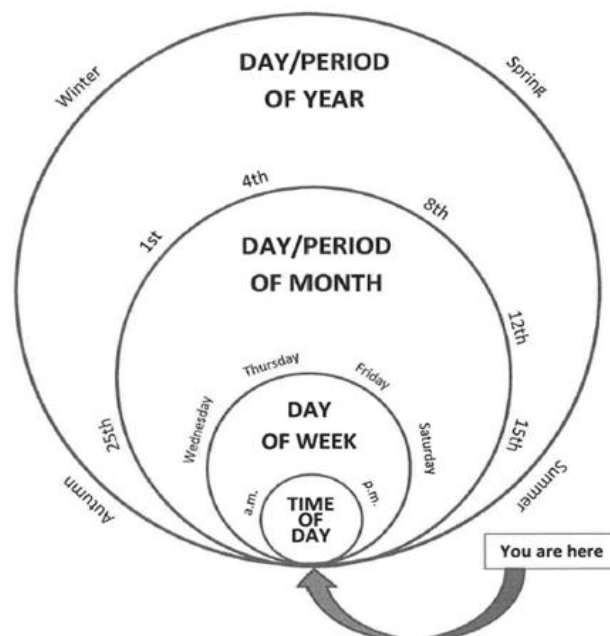 Winter
Spring
DAY/PERIOD
OF YEAR
4th
8th
1st
DAY/PERIOD
OF MONTH
12th
Thursday
Friday
Wednesday
DAY
OF WEEK
Saturday
25th
15th
a.m.
p.m.
TIME
OF
DAY
Autumn
Summer
You are here